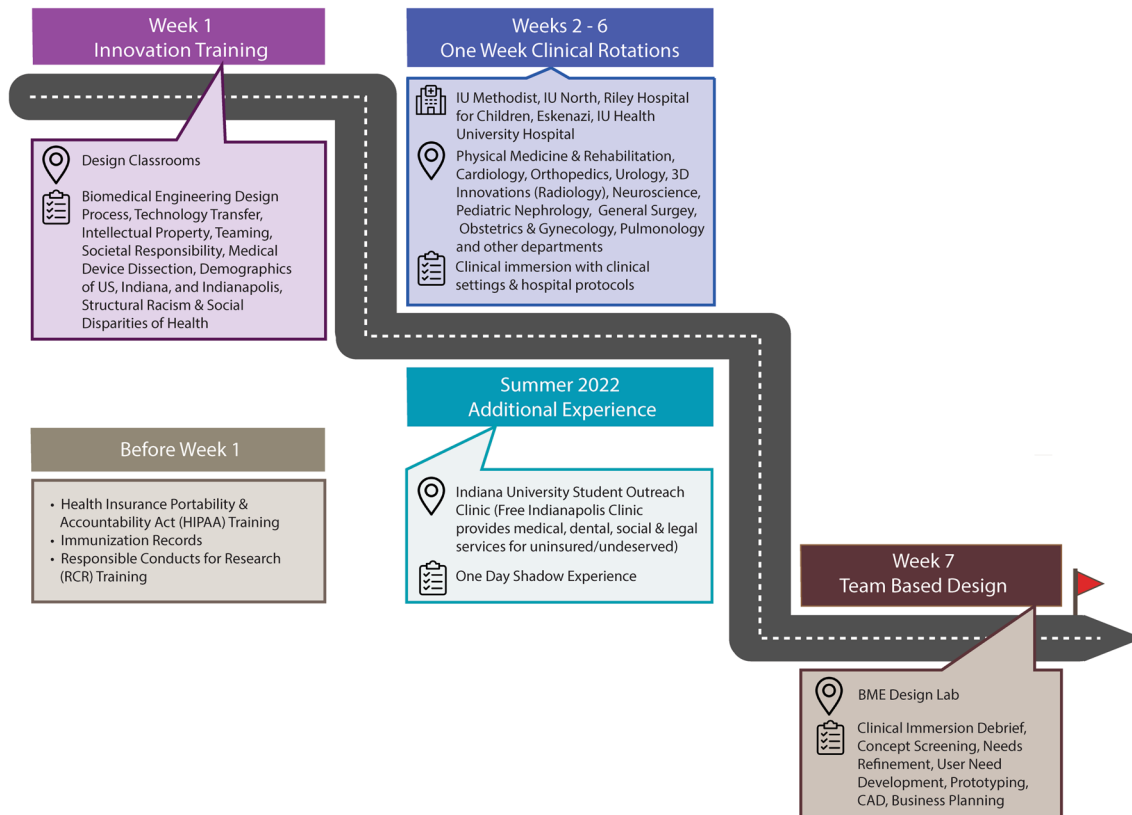 Week 1
Innovation Training
Design Classrooms
Biomedical Engineering Design
Process, Technology Transfer,
Intellectual Property, Teaming,
Societal Responsibility, Medical
Device Dissection, Demographics
of US, Indiana, and Indianapolis,
Structural Racism & Social
Disparities of Health
Weeks 2 - 6
One Week Clinical Rotations
IU Methodist, IU North, Riley Hospital
for Children, Eskenazi, IU Health
University Hospital
Physical Medicine & Rehabilitation,
Cardiology, Orthopedics, Urology, 3D
Innovations (Radiology), Neuroscience,
Pediatric Nephrology, General Surgey,
Obstetrics & Gynecology, Pulmonology
and other departments
Clinical immersion with clinical
settings & hospital protocols
Before Week 1
• Health Insurance Portability &
Accountability Act (HIPAA) Training
• Immunization Records
• Responsible Conducts for Research
(RCR) Training
Summer 2022
Additional Experience
Indiana University Student Outreach
Clinic (Free Indianapolis Clinic
provides medical, dental, social & legal
services for uninsured/undeserved)
One Day Shadow Experience
Week 7
Team Based Design
BME Design Lab
Clinical Immersion Debrief,
Concept Screening, Needs
Refinement, User Need
Development, Prototyping,
CAD, Business Planning